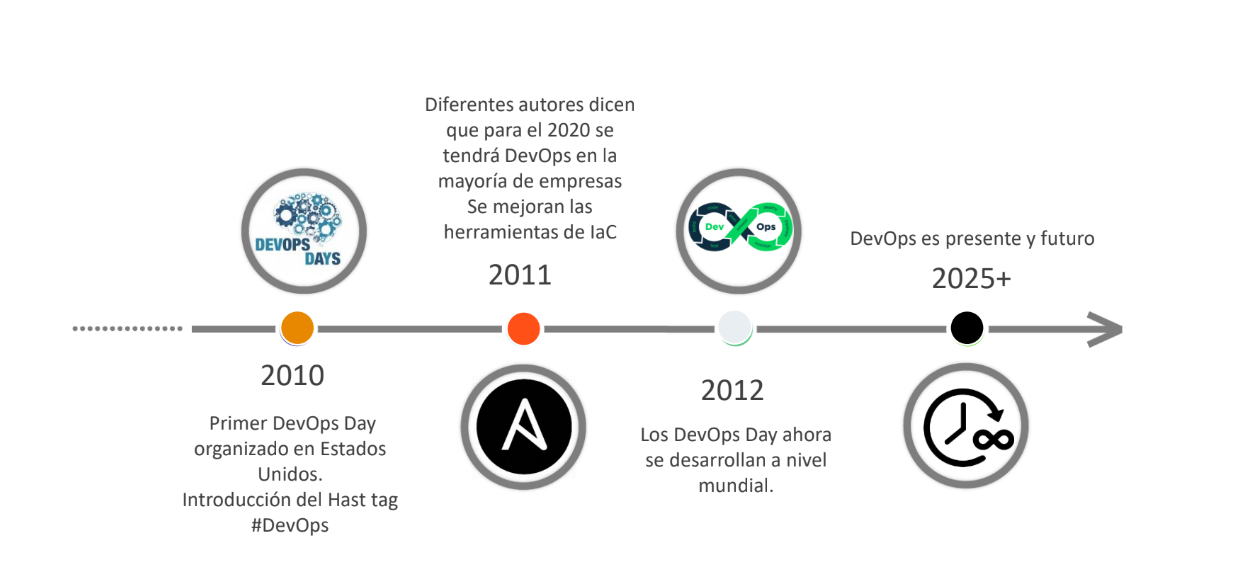 DEVOPS
DAYS
2010
Primer DevOps Day
organizado en Estados
Unidos.
Introducción del Hast tag
#DevOps
Diferentes autores dicen
que para el 2020 se
tendrá DevOps en la
mayoría de empresas
Se mejoran las
herramientas de IaC
2011
Dev
Ops
2012
Los DevOps Day ahora
se desarrollan a nivel
mundial.
DevOps es presente y futuro
2025+